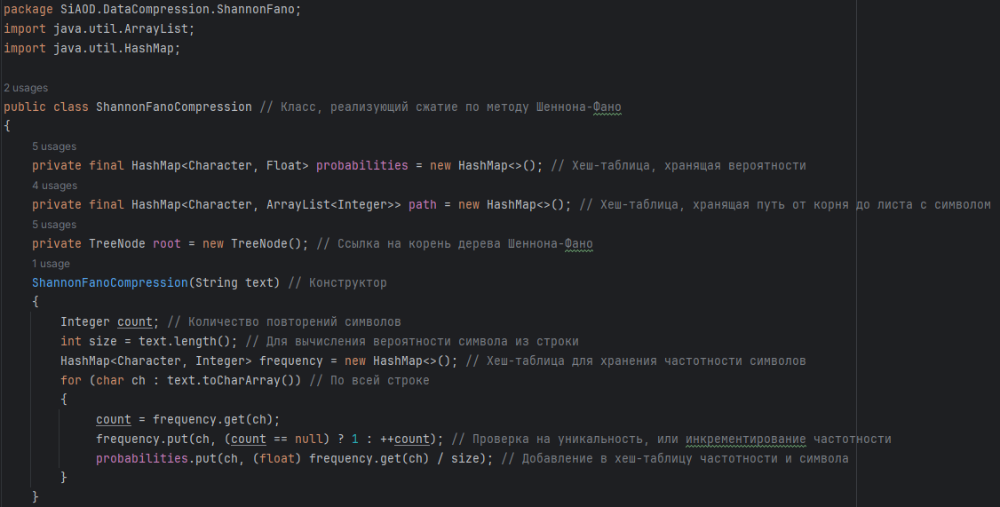 package SiAOD.DataCompression.ShannonFano;
import java.util.ArrayList;
import java.util.HashMap;
2 usages
public class ShannonFanoCompression // Класс, реализующий сжатие по методу Шеннона-Фано
{
5 usages
private final HashMap<Character, Float> probabilities = new HashMap<>(); // Хеш-таблица, хранящая вероятности
4 usages
private final HashMap<Character, ArrayList<Integer>> path = new HashMap<>(); // Хеш-таблица, хранящая путь от корня до листа с символом
5 usages
private TreeNode root = new TreeNode(); // Ссылка на корень дерева Шеннона-Фано
1 usage
ShannonFanoCompression(String text) // Конструктор
{
Integer count; // Количество повторений символов
int size = text.length(); // Для вычисления вероятности символа из строки
HashMap<Character, Integer> frequency = new HashMap<>(); // Хеш-таблица для хранения частотности символов
for (char ch : text.toCharArray()) // По всей строке
{
count = frequency.get(ch);
frequency.put(ch, (count == null) ? 1 : ++count); // Проверка на уникальность, или инкрементирование частотности
probabilities.put(ch, (float) frequency.get(ch) / size); // Добавление в хеш-таблицу частотности и символа
}
}